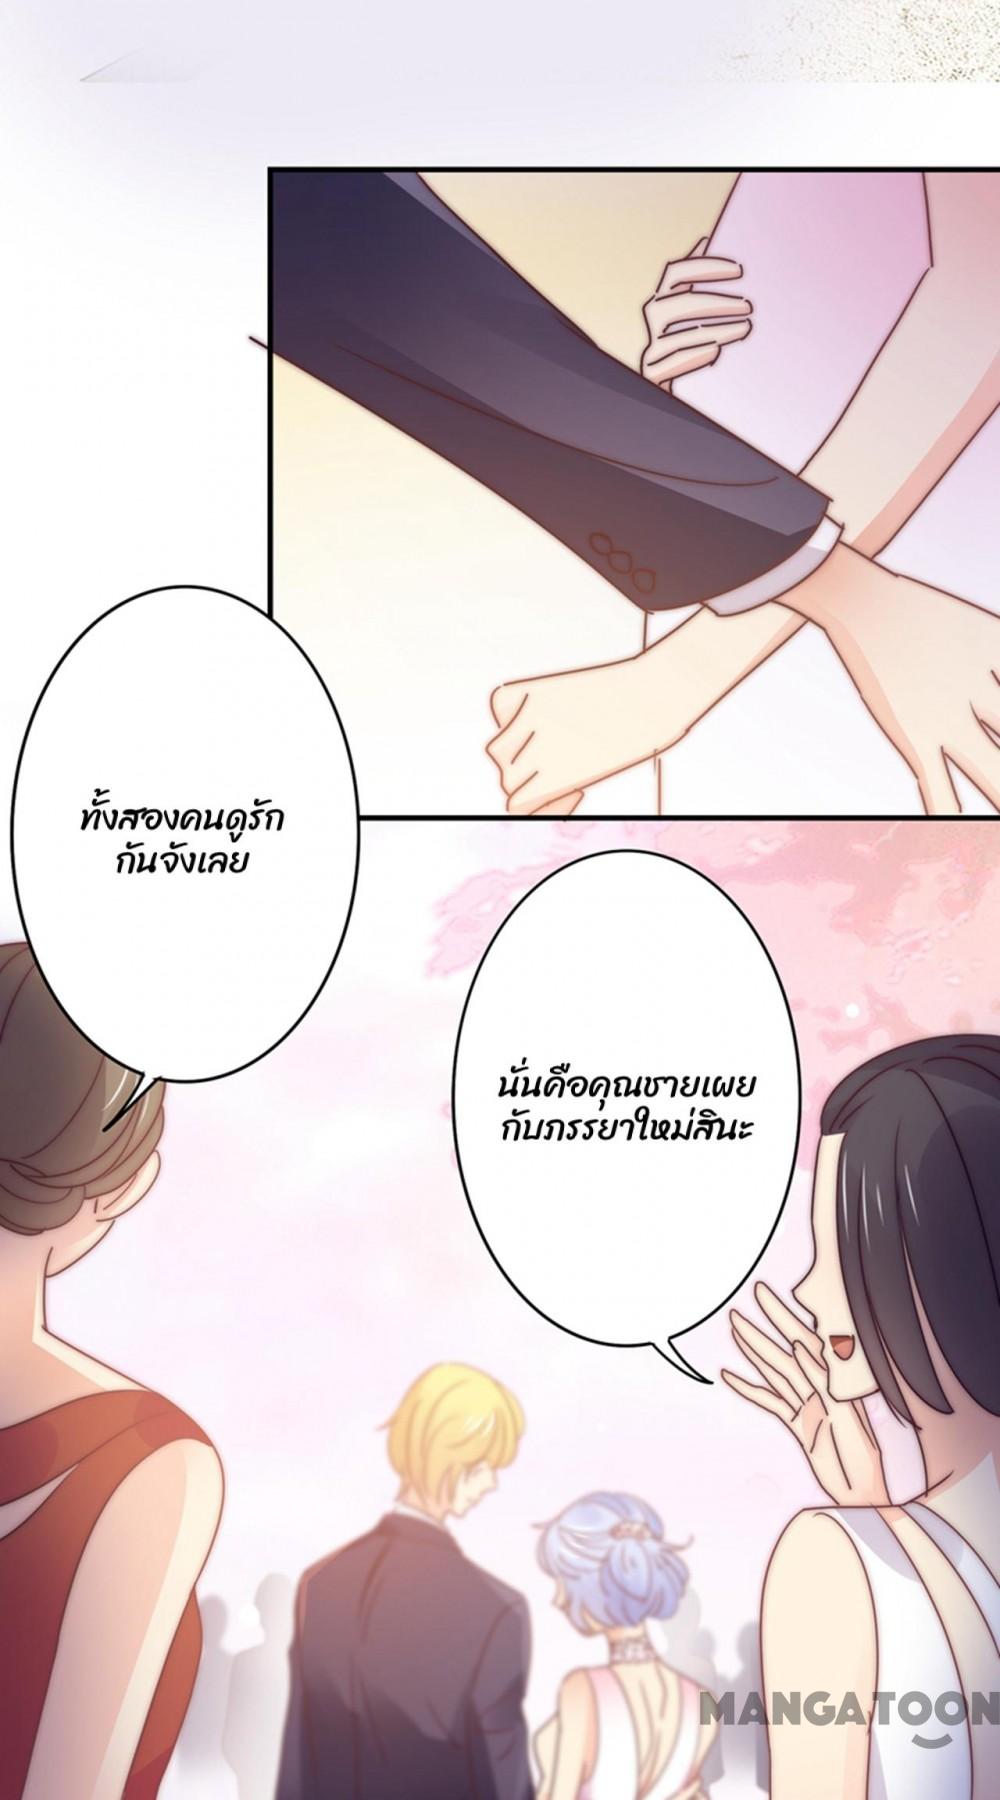 ทั้งสองคนดูรัก
กันจังเลย
นั่นคือคุณชายเผย
กับภรรยาใหม่สินะ
MANGATOON